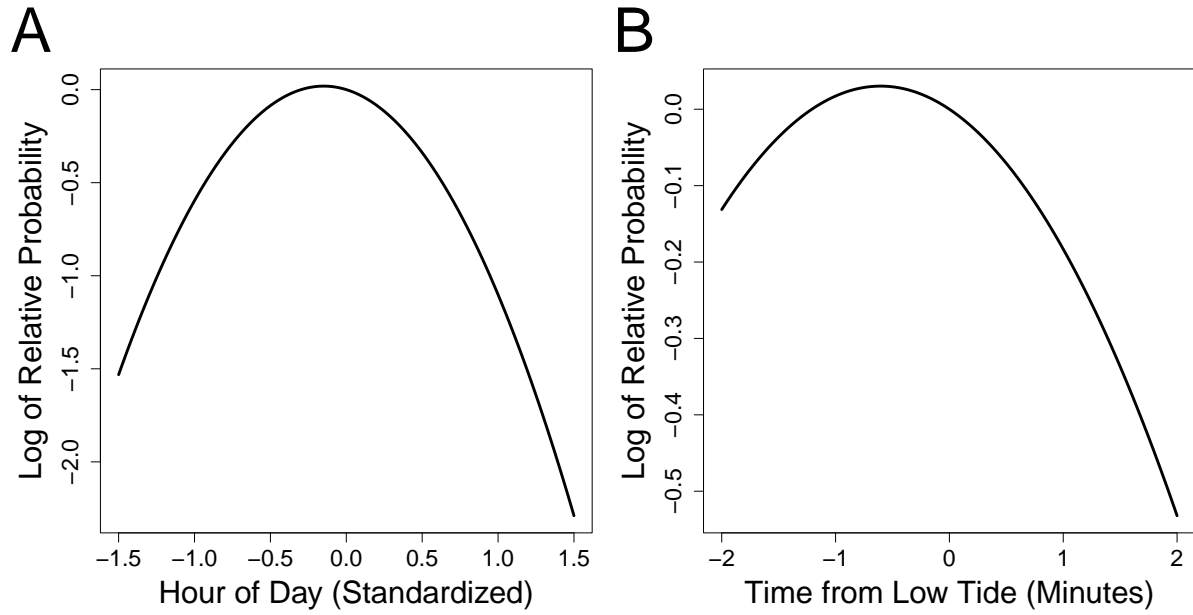 A
Log of Relative Probability
0.0
−0.5
−1.0
−1.5
−2.0
−1.5 −1.0 −0.5 0.0 0.5 1.0 1.5
Hour of Day (Standardized)
B
Log of Relative Probability
0.0
−0.1
−0.2
−0.3
−0.4
−0.5
−2 −1 0 1 2
Time from Low Tide (Minutes)